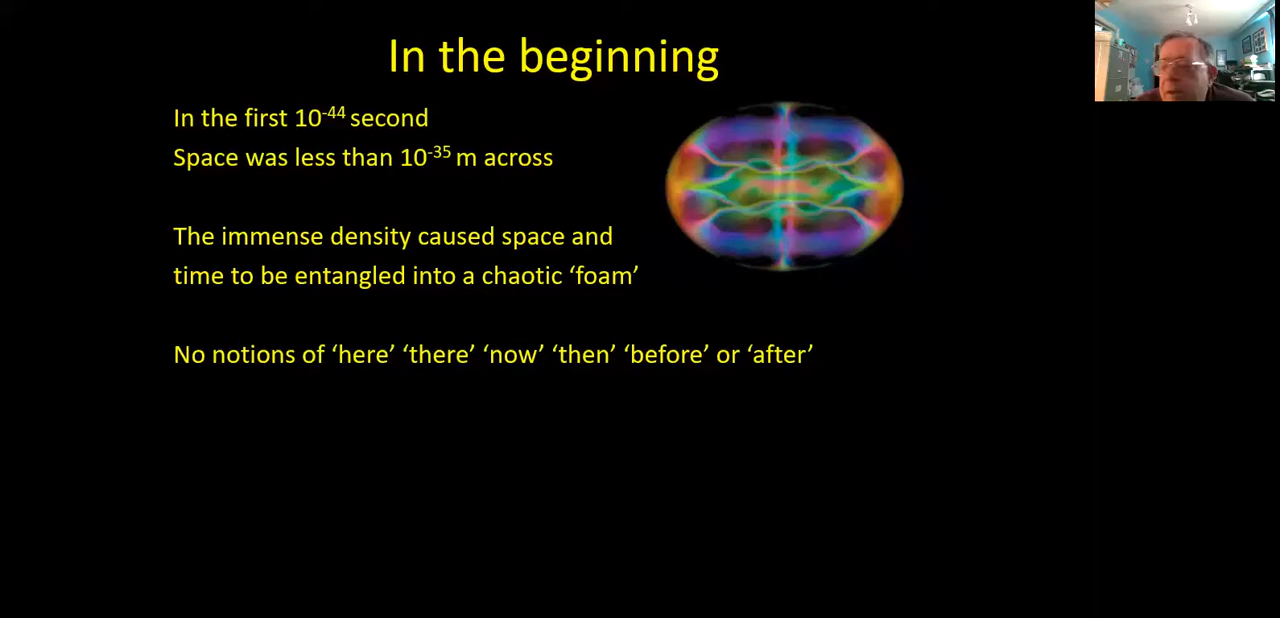 In the beginning
In the first 10⁻⁴⁴ second
Space was less than 10⁻³⁵ m across
The immense density caused space and
time to be entangled into a chaotic ‘foam’
No notions of ‘here’ ‘there’ ‘now’ ‘then’ ‘before’ or ‘after’